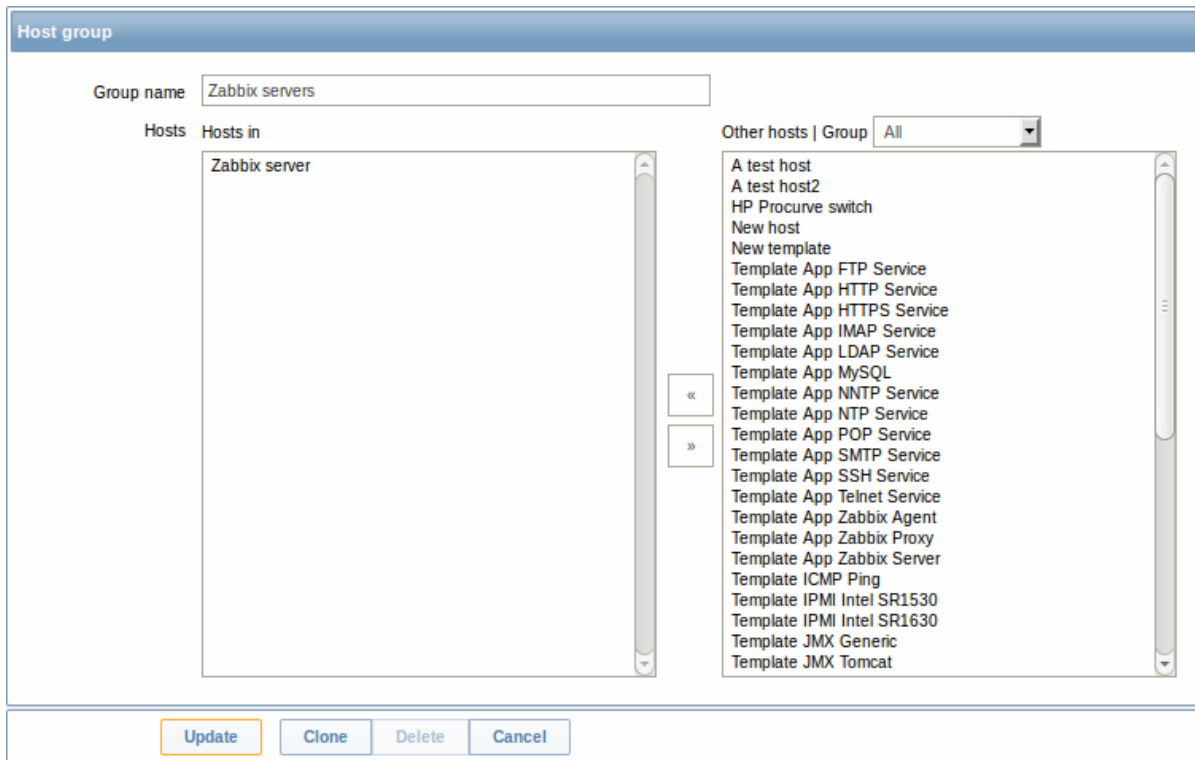 Host group
Group name Zabbix servers
Hosts Hosts in Other hosts | Group All
Zabbix server
A test host
A test host2
HP Procurve switch
New host
New template
Template App FTP Service
Template App HTTP Service
Template App HTTPS Service
Template App IMAP Service
Template App LDAP Service
Template App MySQL
Template App NNTP Service
Template App NTP Service
Template App POP Service
Template App SMTP Service
Template App SSH Service
Template App Telnet Service
Template App Zabbix Agent
Template App Zabbix Proxy
Template App Zabbix Server
Template ICMP Ping
Template IPMI Intel SR1530
Template IPMI Intel SR1630
Template JMX Generic
Template JMX Tomcat
«
»
Update Clone Delete Cancel